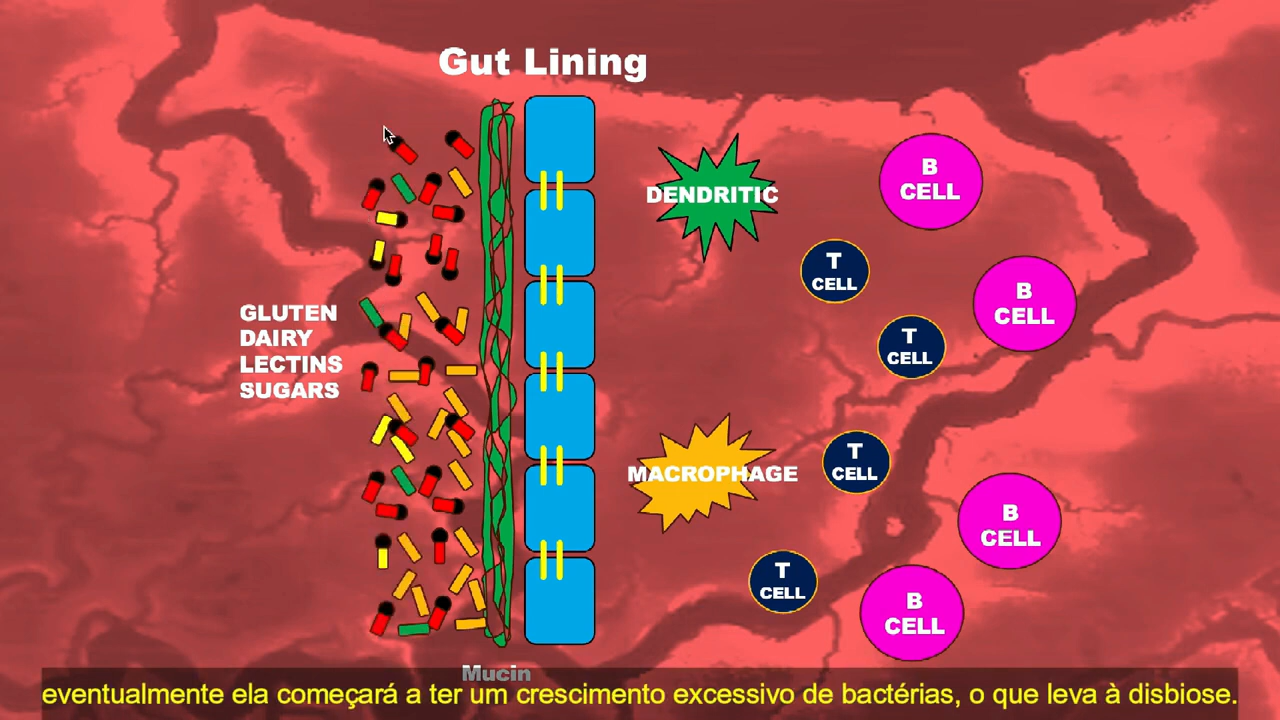 Gut Lining
DENDRITIC
B
CELL
T
CELL
B
CELL
GLUTEN
DAIRY
LECTINS
SUGARS
T
CELL
MACROPHAGE
T
CELL
B
CELL
T
CELL
B
CELL
Mucin
eventualmente ela começará a ter um crescimento excessivo de bactérias, o que leva à disbiose.